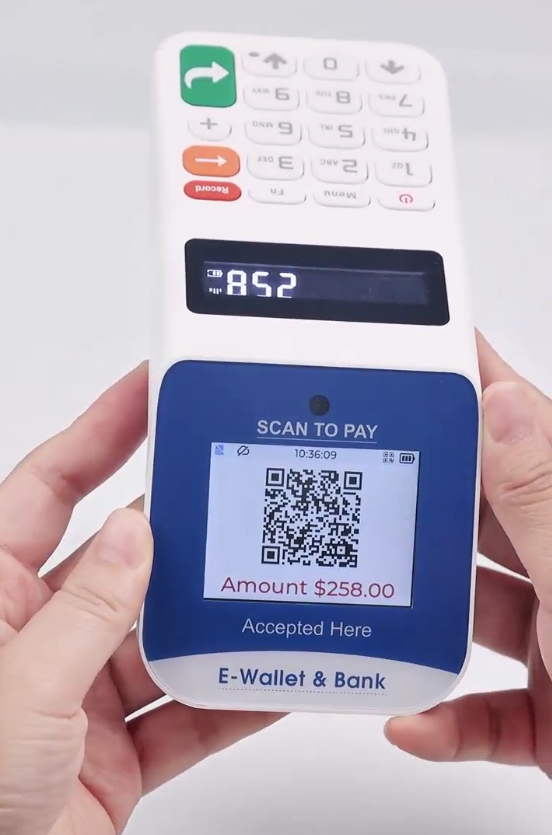 0
9 WXY 8 TUV 7 PRS
+ 6 MNO 5 JKL 4 GHI
3 DEF 2 ABC 1 QZ
Record Fn Menu
258
SCAN TO PAY
10:36:09
Amount $258.00
Accepted Here
E-Wallet & Bank